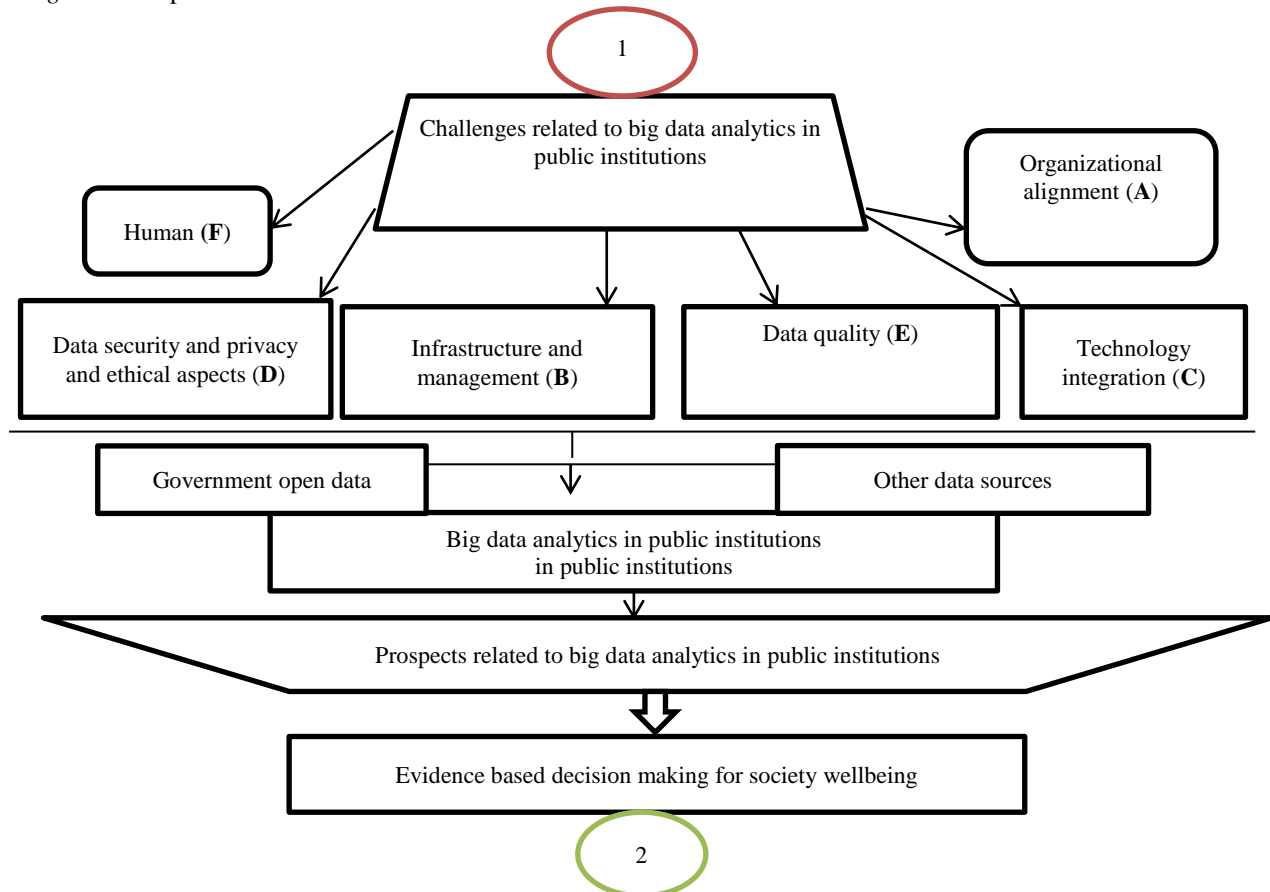 1
Challenges related to big data analytics in
public institutions
Organizational
alignment (A)
Human (F)
Data security and privacy
and ethical aspects (D)
Infrastructure and
management (B)
Data quality (E)
Technology
integration (C)
Government open data
Other data sources
Big data analytics in public institutions
in public institutions
Prospects related to big data analytics in public institutions
Evidence based decision making for society wellbeing
2